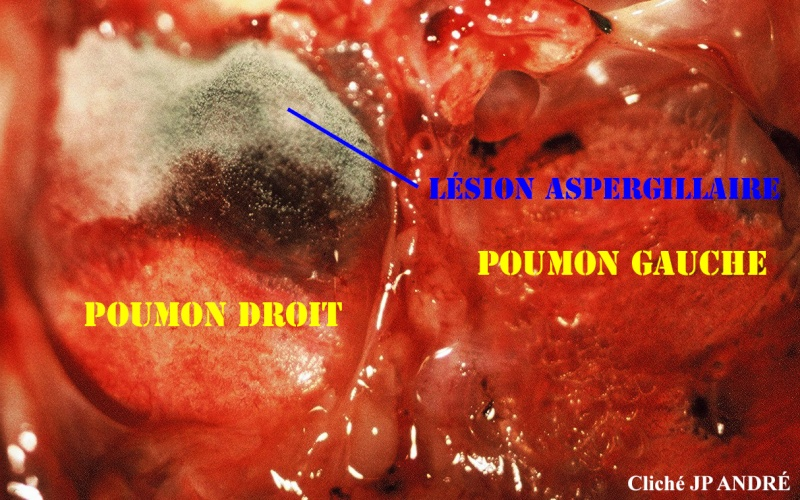 LÉSION ASPERGILLAIRE
POUMON GAUCHE
POUMON DROIT
Cliché JP ANDRÉ